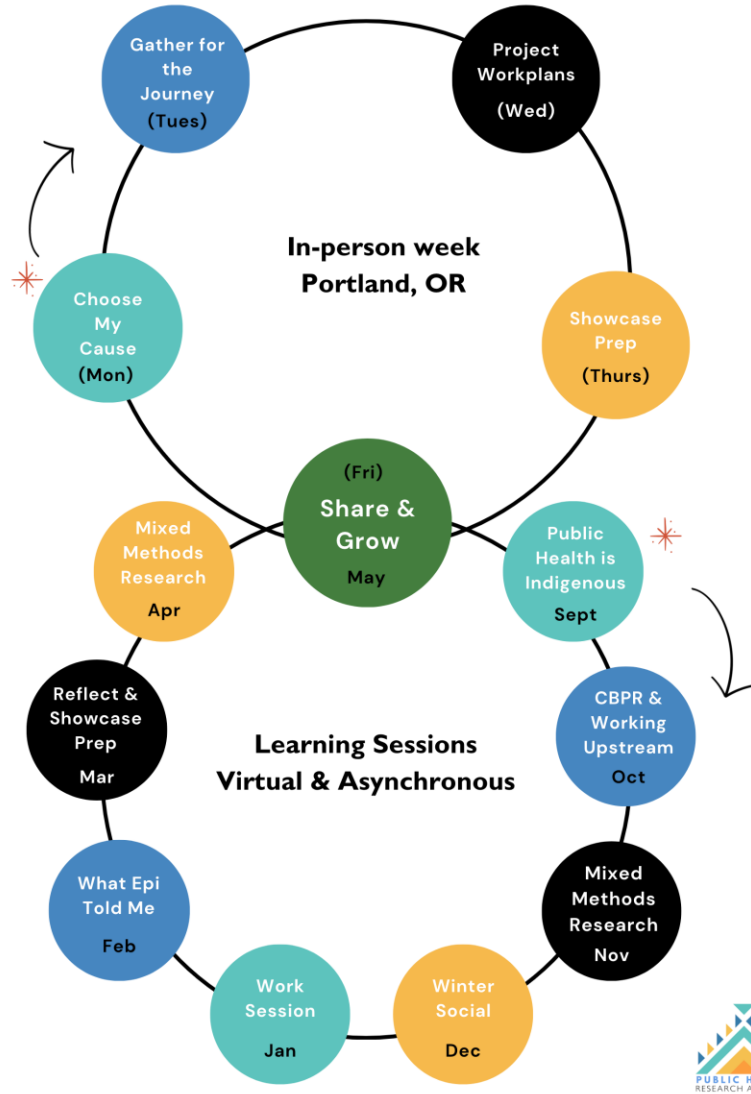 Gather for
the
Journey
(Tues)
Project
Workplans
(Wed)
In-person week
Portland, OR
Choose
My
Cause
(Mon)
Showcase
Prep
(Thurs)
(Fri)
Share &
Grow
May
Mixed
Methods
Research
Apr
Public
Health is
Indigenous
Sept
Reflect &
Showcase
Prep
Mar
CBPR &
Working
Upstream
Oct
Learning Sessions
Virtual & Asynchronous
What Epi
Told Me
Feb
Mixed
Methods
Research
Nov
Work
Session
Jan
Winter
Social
Dec
PUBLIC H
RESEARCH A